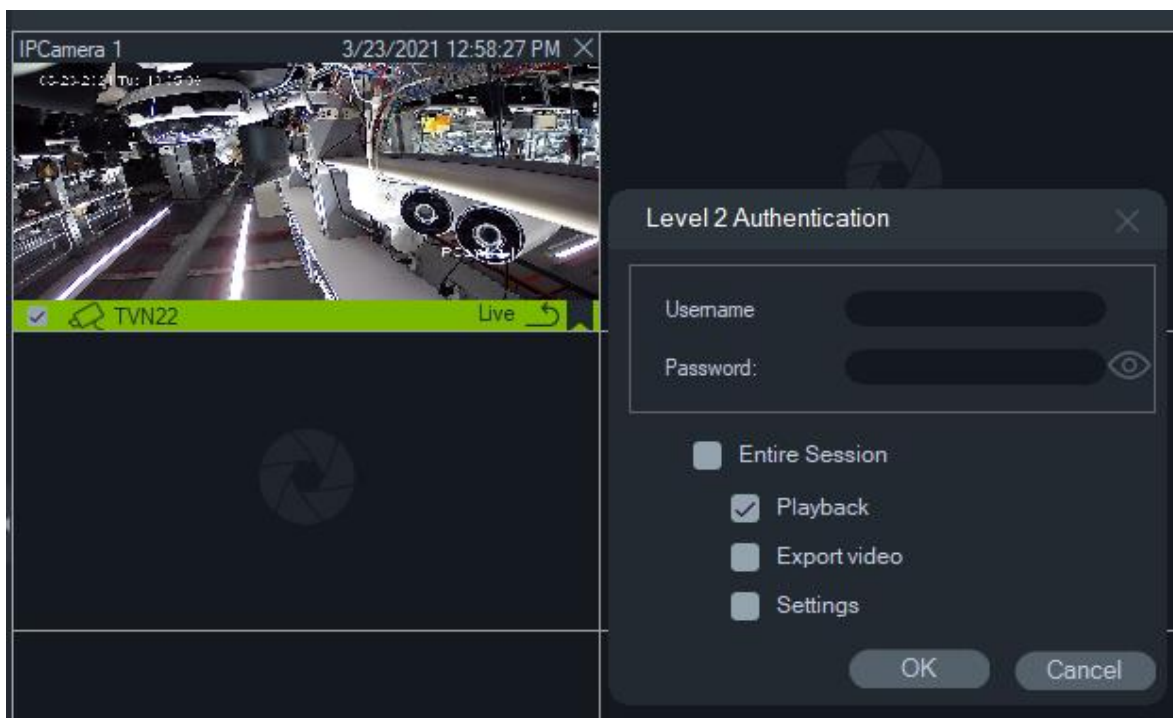 IPCamera 1 3/23/2021 12:58:27 PM
TVN22 Live
Level 2 Authentication
Username
Password:
Entire Session
Playback
Export video
Settings
OK Cancel